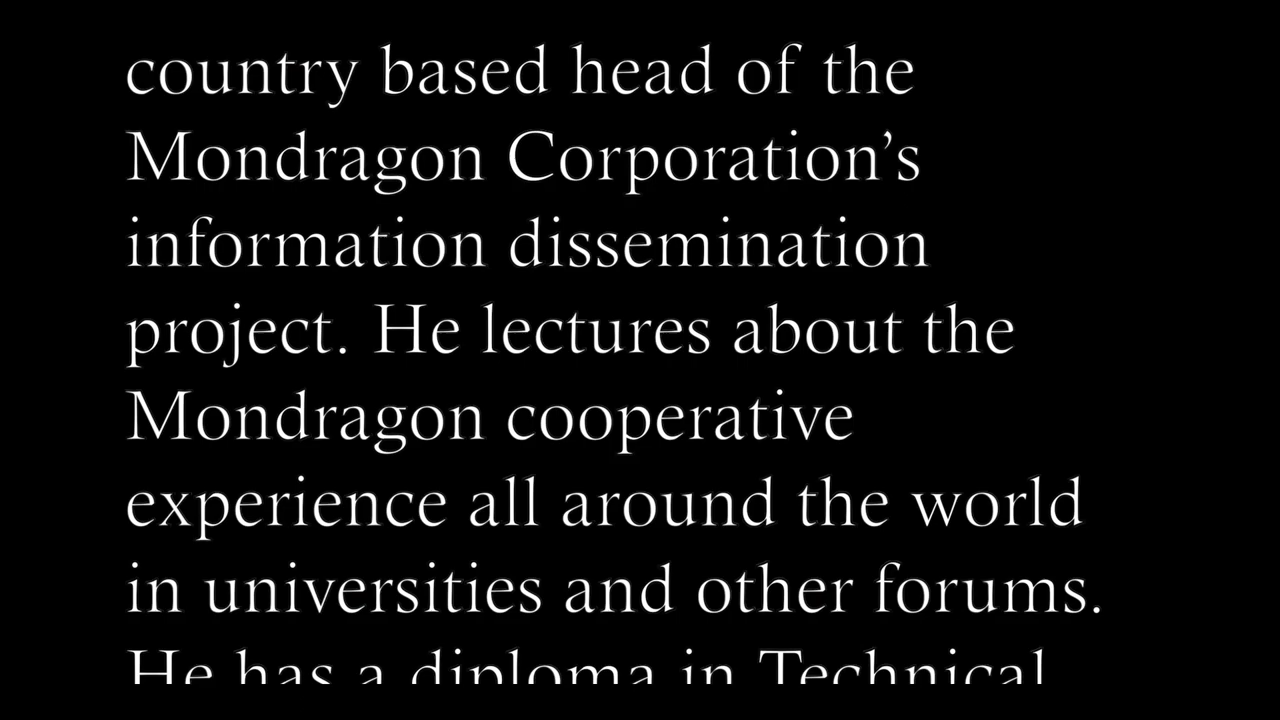 country based head of the
Mondragon Corporation’s
information dissemination
project. He lectures about the
Mondragon cooperative
experience all around the world
in universities and other forums.
He has a diploma in Technical